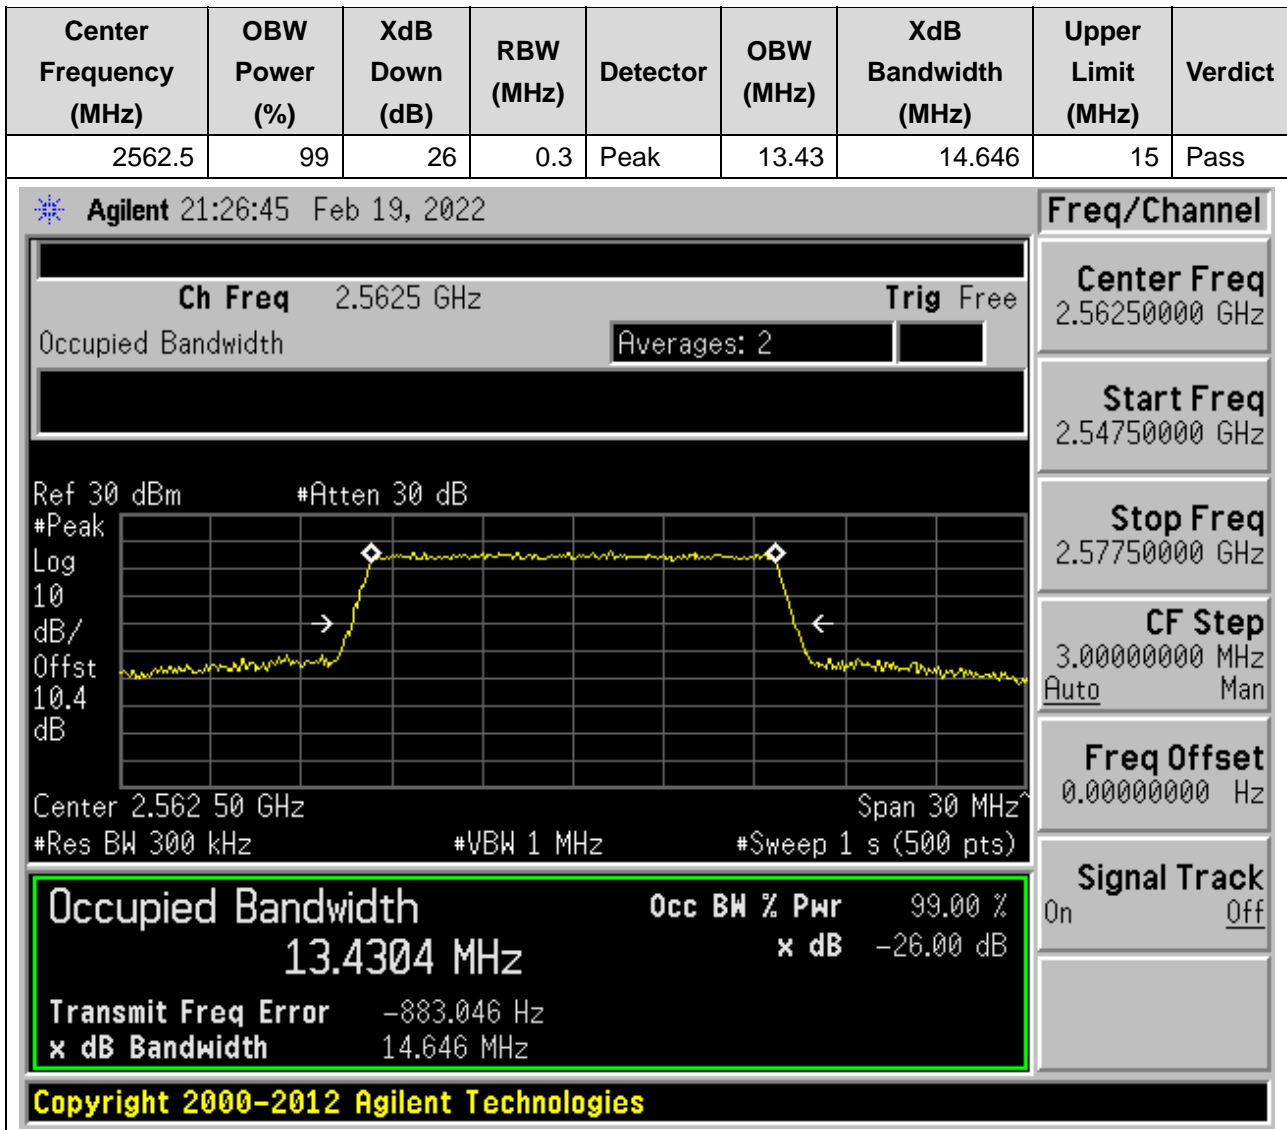 Center Frequency (MHz) OBW Power (%) XdB Down (dB) RBW (MHz) Detector OBW (MHz) XdB Bandwidth (MHz) Upper Limit (MHz) Verdict
2562.5 99 26 0.3 Peak 13.43 14.646 15 Pass
Agilent 21:26:45 Feb 19, 2022
Freq/Channel
Ch Freq 2.5625 GHz Trig Free
Occupied Bandwidth Averages: 2
Ref 30 dBm #Atten 30 dB
#Peak
Log
10
dB/
Offst
10.4
dB
Center 2.562 50 GHz Span 30 MHz^
#Res BW 300 kHz #VBW 1 MHz #Sweep 1 s (500 pts)
Occupied Bandwidth Occ BW % Pwr 99.00 %
13.4304 MHz x dB -26.00 dB
Transmit Freq Error -883.046 Hz
x dB Bandwidth 14.646 MHz
Center Freq
2.56250000 GHz
Start Freq
2.54750000 GHz
Stop Freq
2.57750000 GHz
CF Step
3.00000000 MHz
Auto Man
Freq Offset
0.00000000 Hz
Signal Track
On Off
Copyright 2000-2012 Agilent Technologies